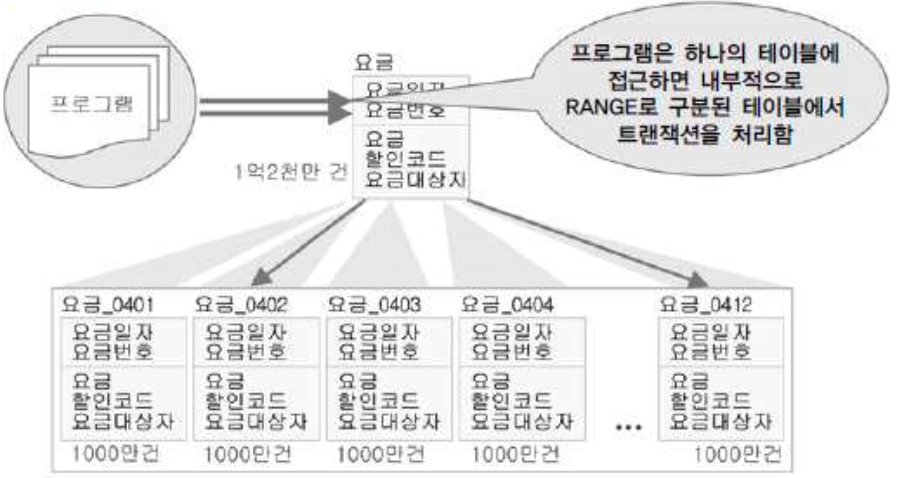 프로그램
요금
요금일자
요금번호
요금
할인코드
요금대상자
1억2천만 건
프로그램은 하나의 테이블에
접근하면 내부적으로
RANGE로 구분된 테이블에서
트랜잭션을 처리함
요금_0401
요금일자
요금번호
요금
할인코드
요금대상자
1000만건
요금_0402
요금일자
요금번호
요금
할인코드
요금대상자
1000만건
요금_0403
요금일자
요금번호
요금
할인코드
요금대상자
1000만건
요금_0404
요금일자
요금번호
요금
할인코드
요금대상자
1000만건
...
요금_0412
요금일자
요금번호
요금
할인코드
요금대상자
1000만건